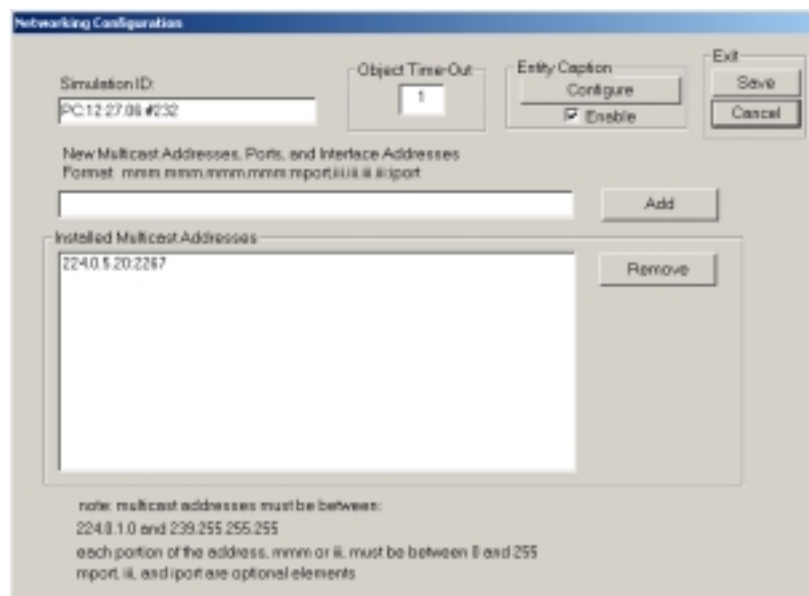 Networking Configuration
Simulation ID:
PC:12-27.06 #232
Object Time-Out
1
Entity Caption
Configure
Enable
Exit
Save
Cancel
New Multicast Addresses, Ports, and Interface Addresses
Format: mmm.mmm.mmm.mmm:mport,iii.iii.iii.iii:iport
Add
Installed Multicast Addresses
224.0.5.20:2267
Remove
note: multicast addresses must be between:
224.0.1.0 and 239.255.255.255
each portion of the address, mmm or iii, must be between 0 and 255
mport, iii, and iport are optional elements